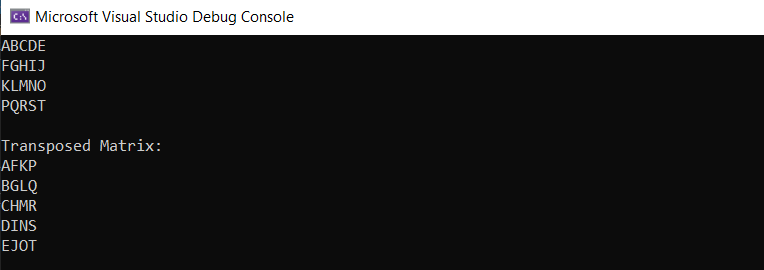 Microsoft Visual Studio Debug Console
ABCDE
FGHIJ
KLMNO
PQRST
Transposed Matrix:
AFKP
BGLQ
CHMR
DINS
EJOT